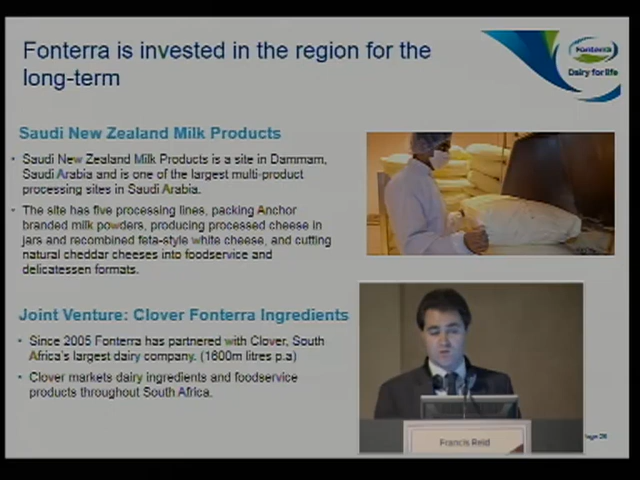 Fonterra is invested in the region for the
long-term
Fonterra
Dairy for life
Saudi New Zealand Milk Products
• Saudi New Zealand Milk Products is a site in Dammam,
Saudi Arabia and is one of the largest multi-product
processing sites in Saudi Arabia.
• The site has five processing lines, packing Anchor
branded milk powders, producing processed cheese in
jars and recombined feta-style white cheese, and cutting
natural cheddar cheeses into foodservice and
delicatessen formats.
Joint Venture: Clover Fonterra Ingredients
• Since 2005 Fonterra has partnered with Clover, South
Africa's largest dairy company. (1600m litres p.a)
• Clover markets dairy ingredients and foodservice
products throughout South Africa.
Francis Reid